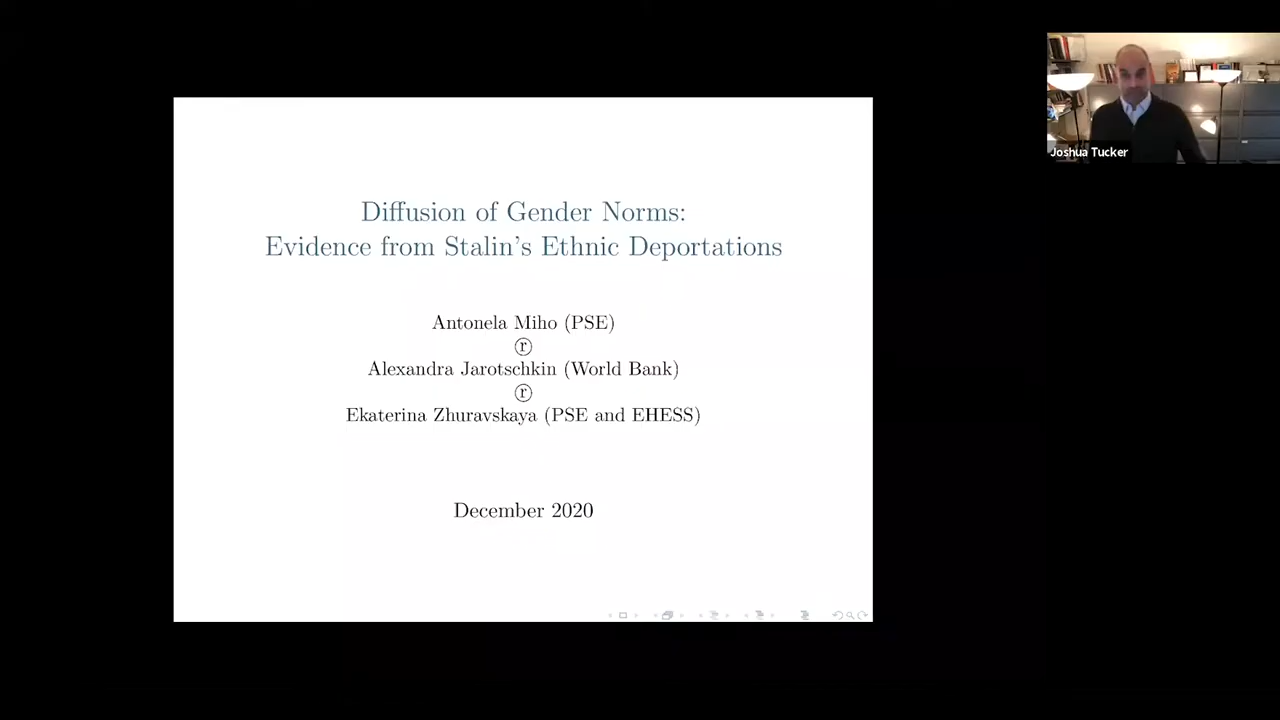 Diffusion of Gender Norms:
Evidence from Stalin's Ethnic Deportations
Antonela Miho (PSE)
ⓡ
Alexandra Jarotschkin (World Bank)
ⓡ
Ekaterina Zhuravskaya (PSE and EHESS)
December 2020
Joshua Tucker